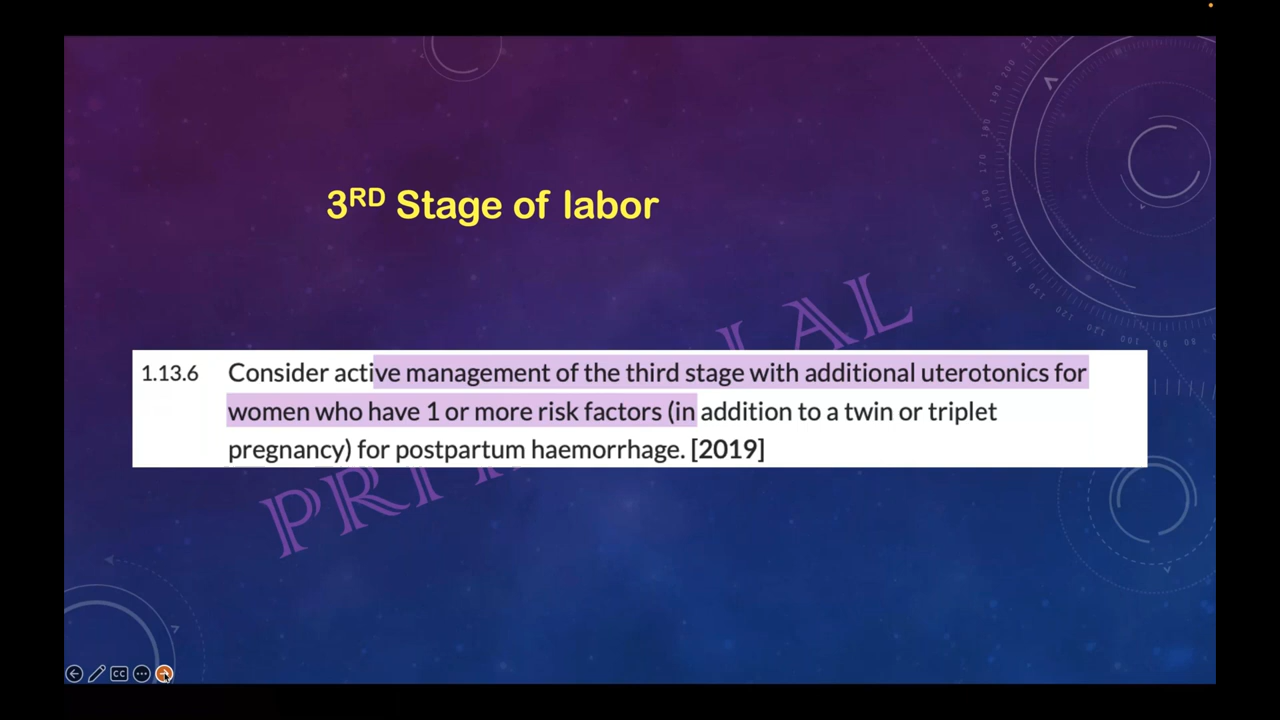 3RD Stage of labor
1.13.6 Consider active management of the third stage with additional uterotonics for
women who have 1 or more risk factors (in addition to a twin or triplet
pregnancy) for postpartum haemorrhage. [2019]
CC